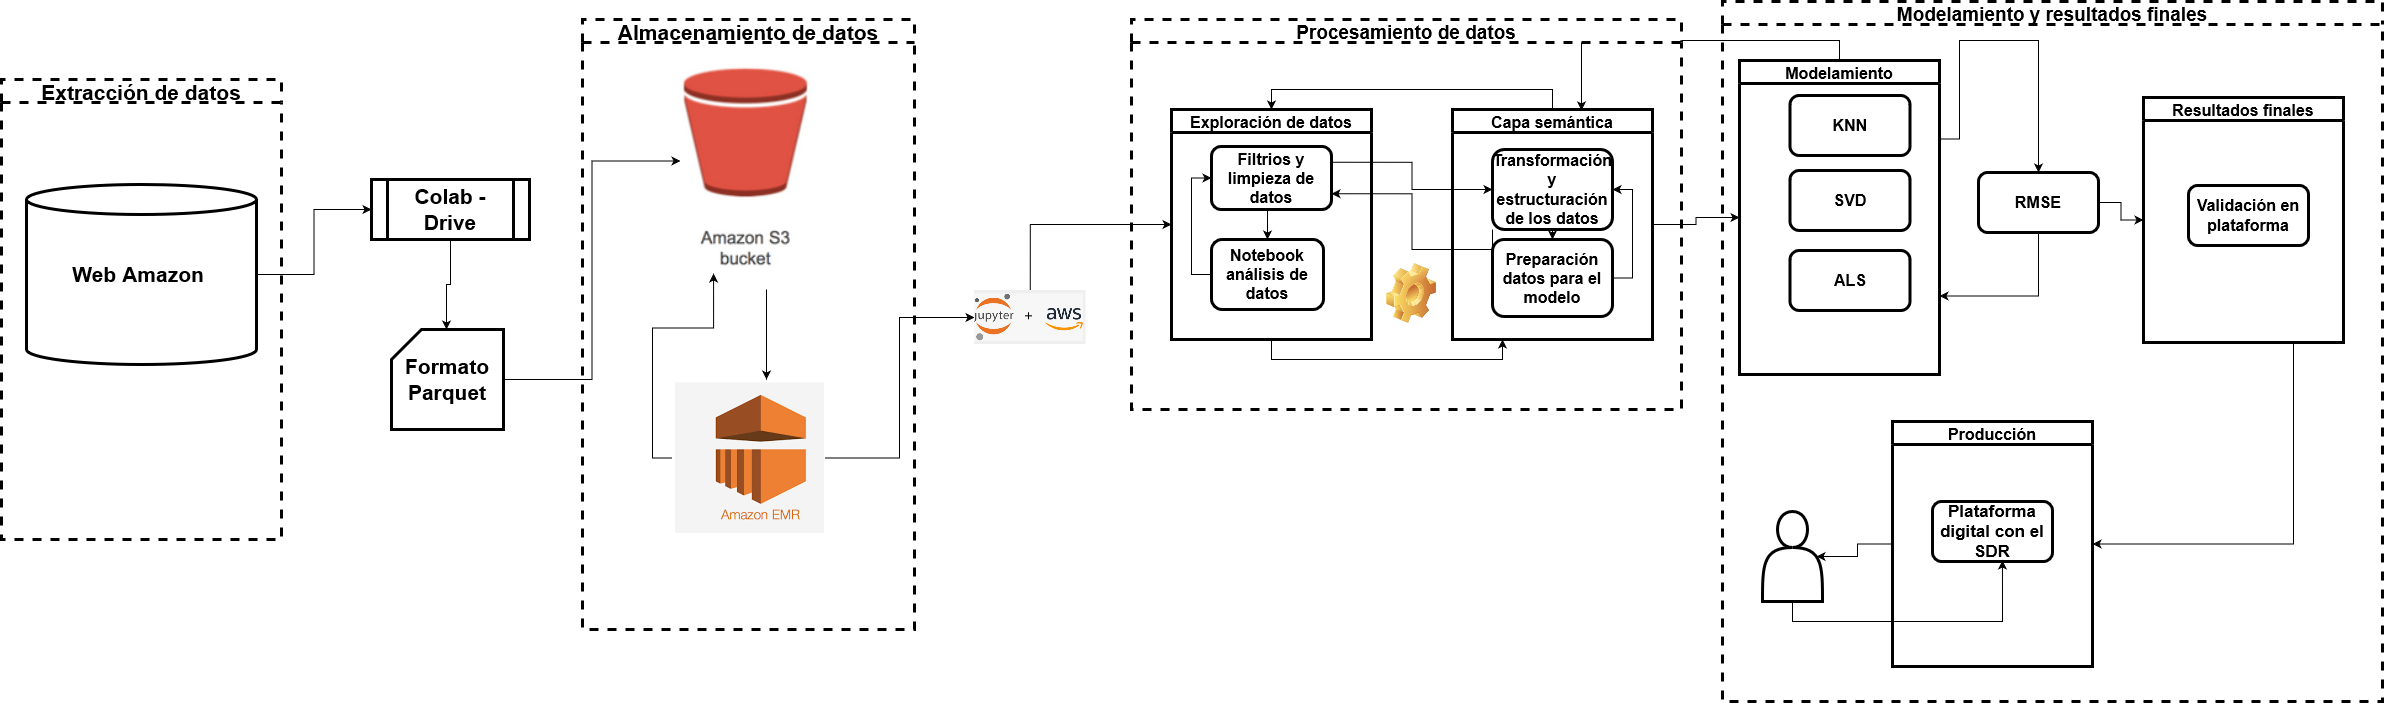 Extracción de datos
Web Amazon
Colab -
Drive
Formato
Parquet
Almacenamiento de datos
Amazon S3
bucket
Amazon EMR
jupyter + aws
Procesamiento de datos
Exploración de datos
Filtrios y
limpieza de
datos
Notebook
análisis de
datos
Capa semántica
Transformación
y
estructuración
de los datos
Preparación
datos para el
modelo
Modelamiento y resultados finales
Modelamiento
KNN
SVD
ALS
RMSE
Resultados finales
Validación en
plataforma
Producción
Plataforma
digital con el
SDR